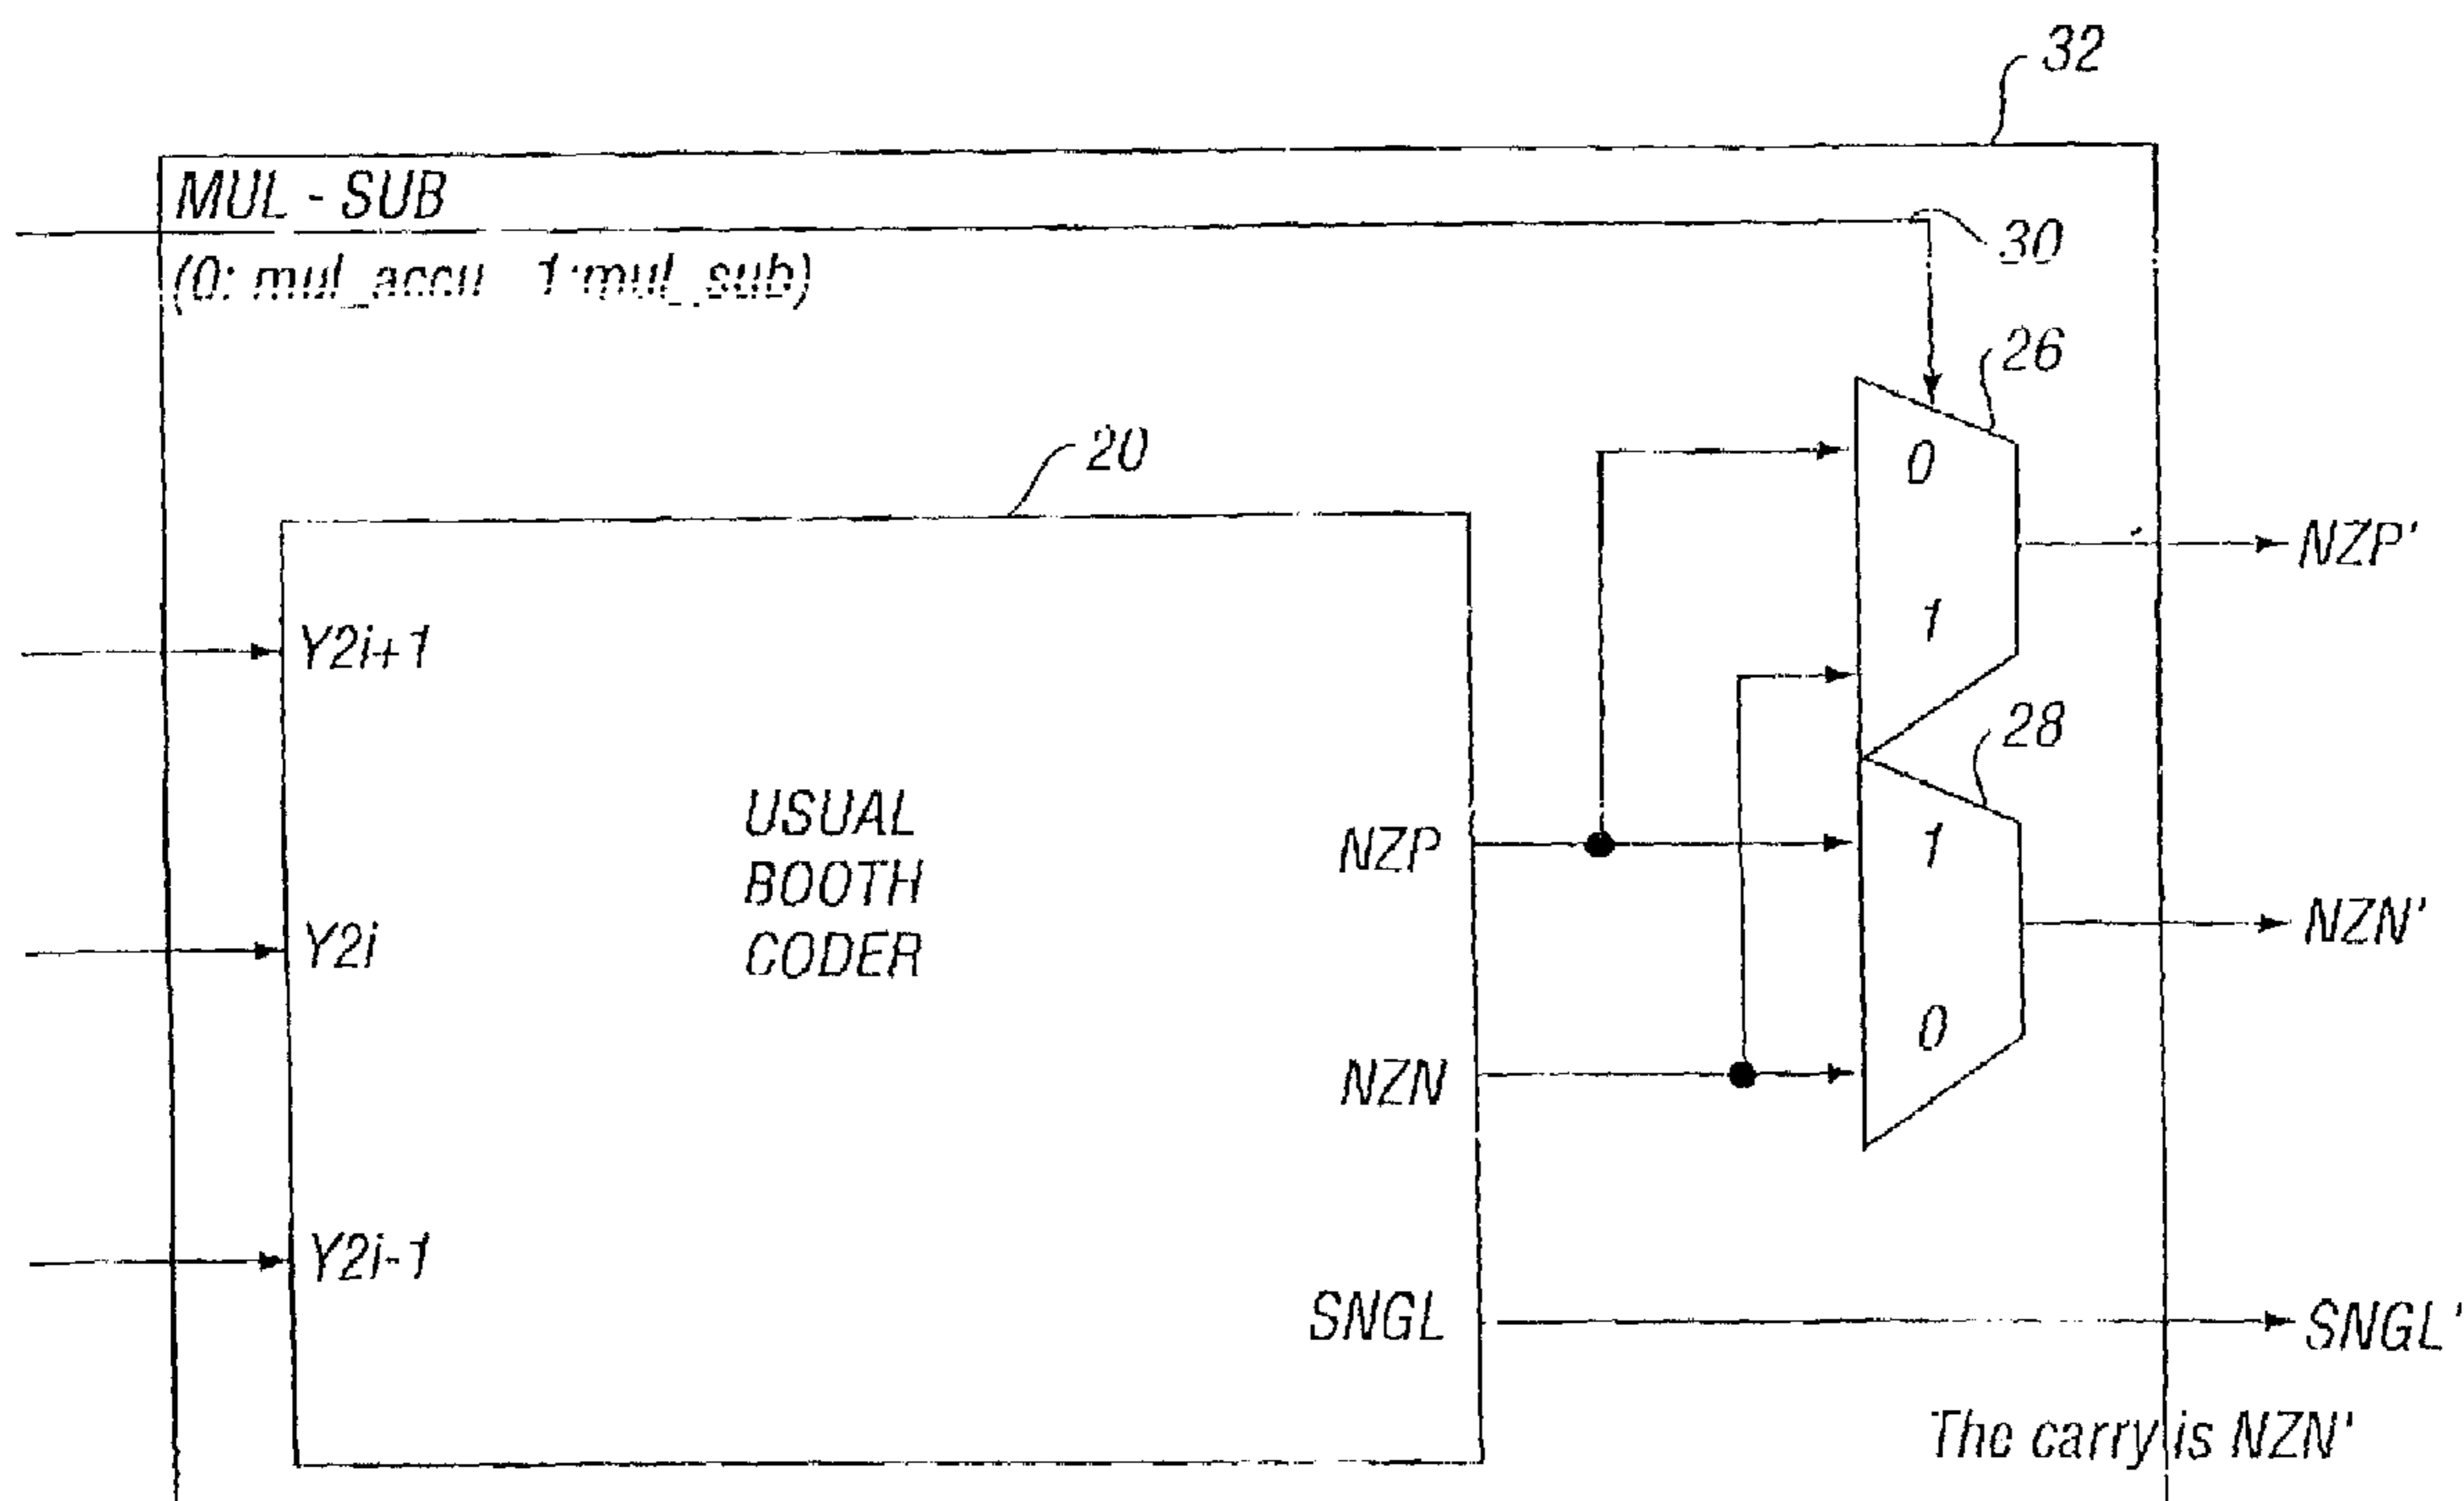 32
MUL - SUB
30
(0: mul_accu 1:mul_sub)
26
20
0
NZP'
1
Y2i+1
28
USUAL
BOOTH
CODER
NZP
1
NZN'
Y2i
0
NZN
Y2i-1
SNGL
SNGL'
The carry is NZN'